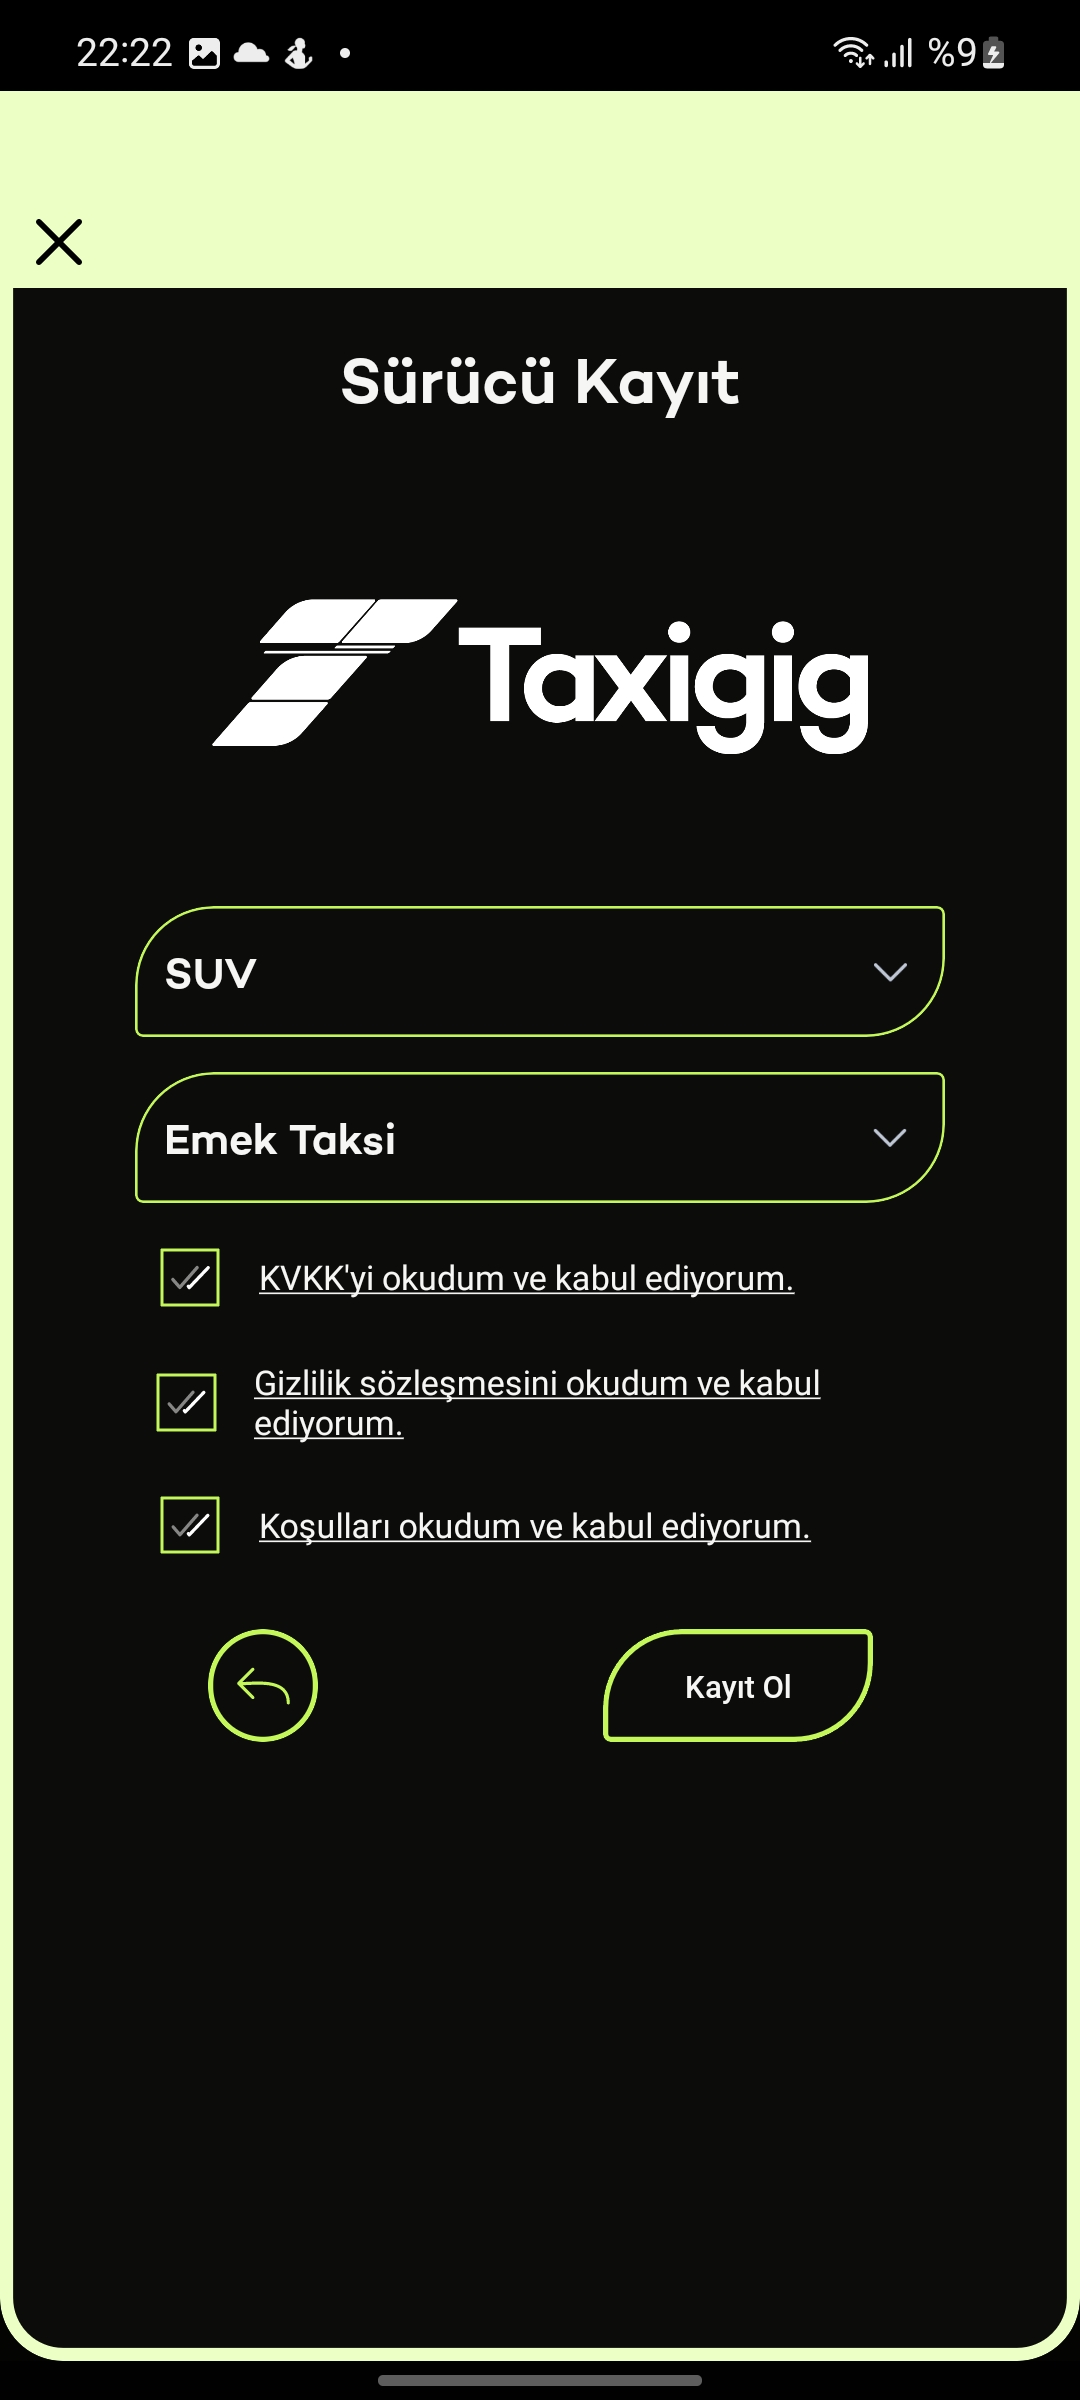 22:22
%9
Sürücü Kayıt
Taxigig
SUV
Emek Taksi
KVKK'yi okudum ve kabul ediyorum.
Gizlilik sözleşmesini okudum ve kabul
ediyorum.
Koşulları okudum ve kabul ediyorum.
Kayıt Ol